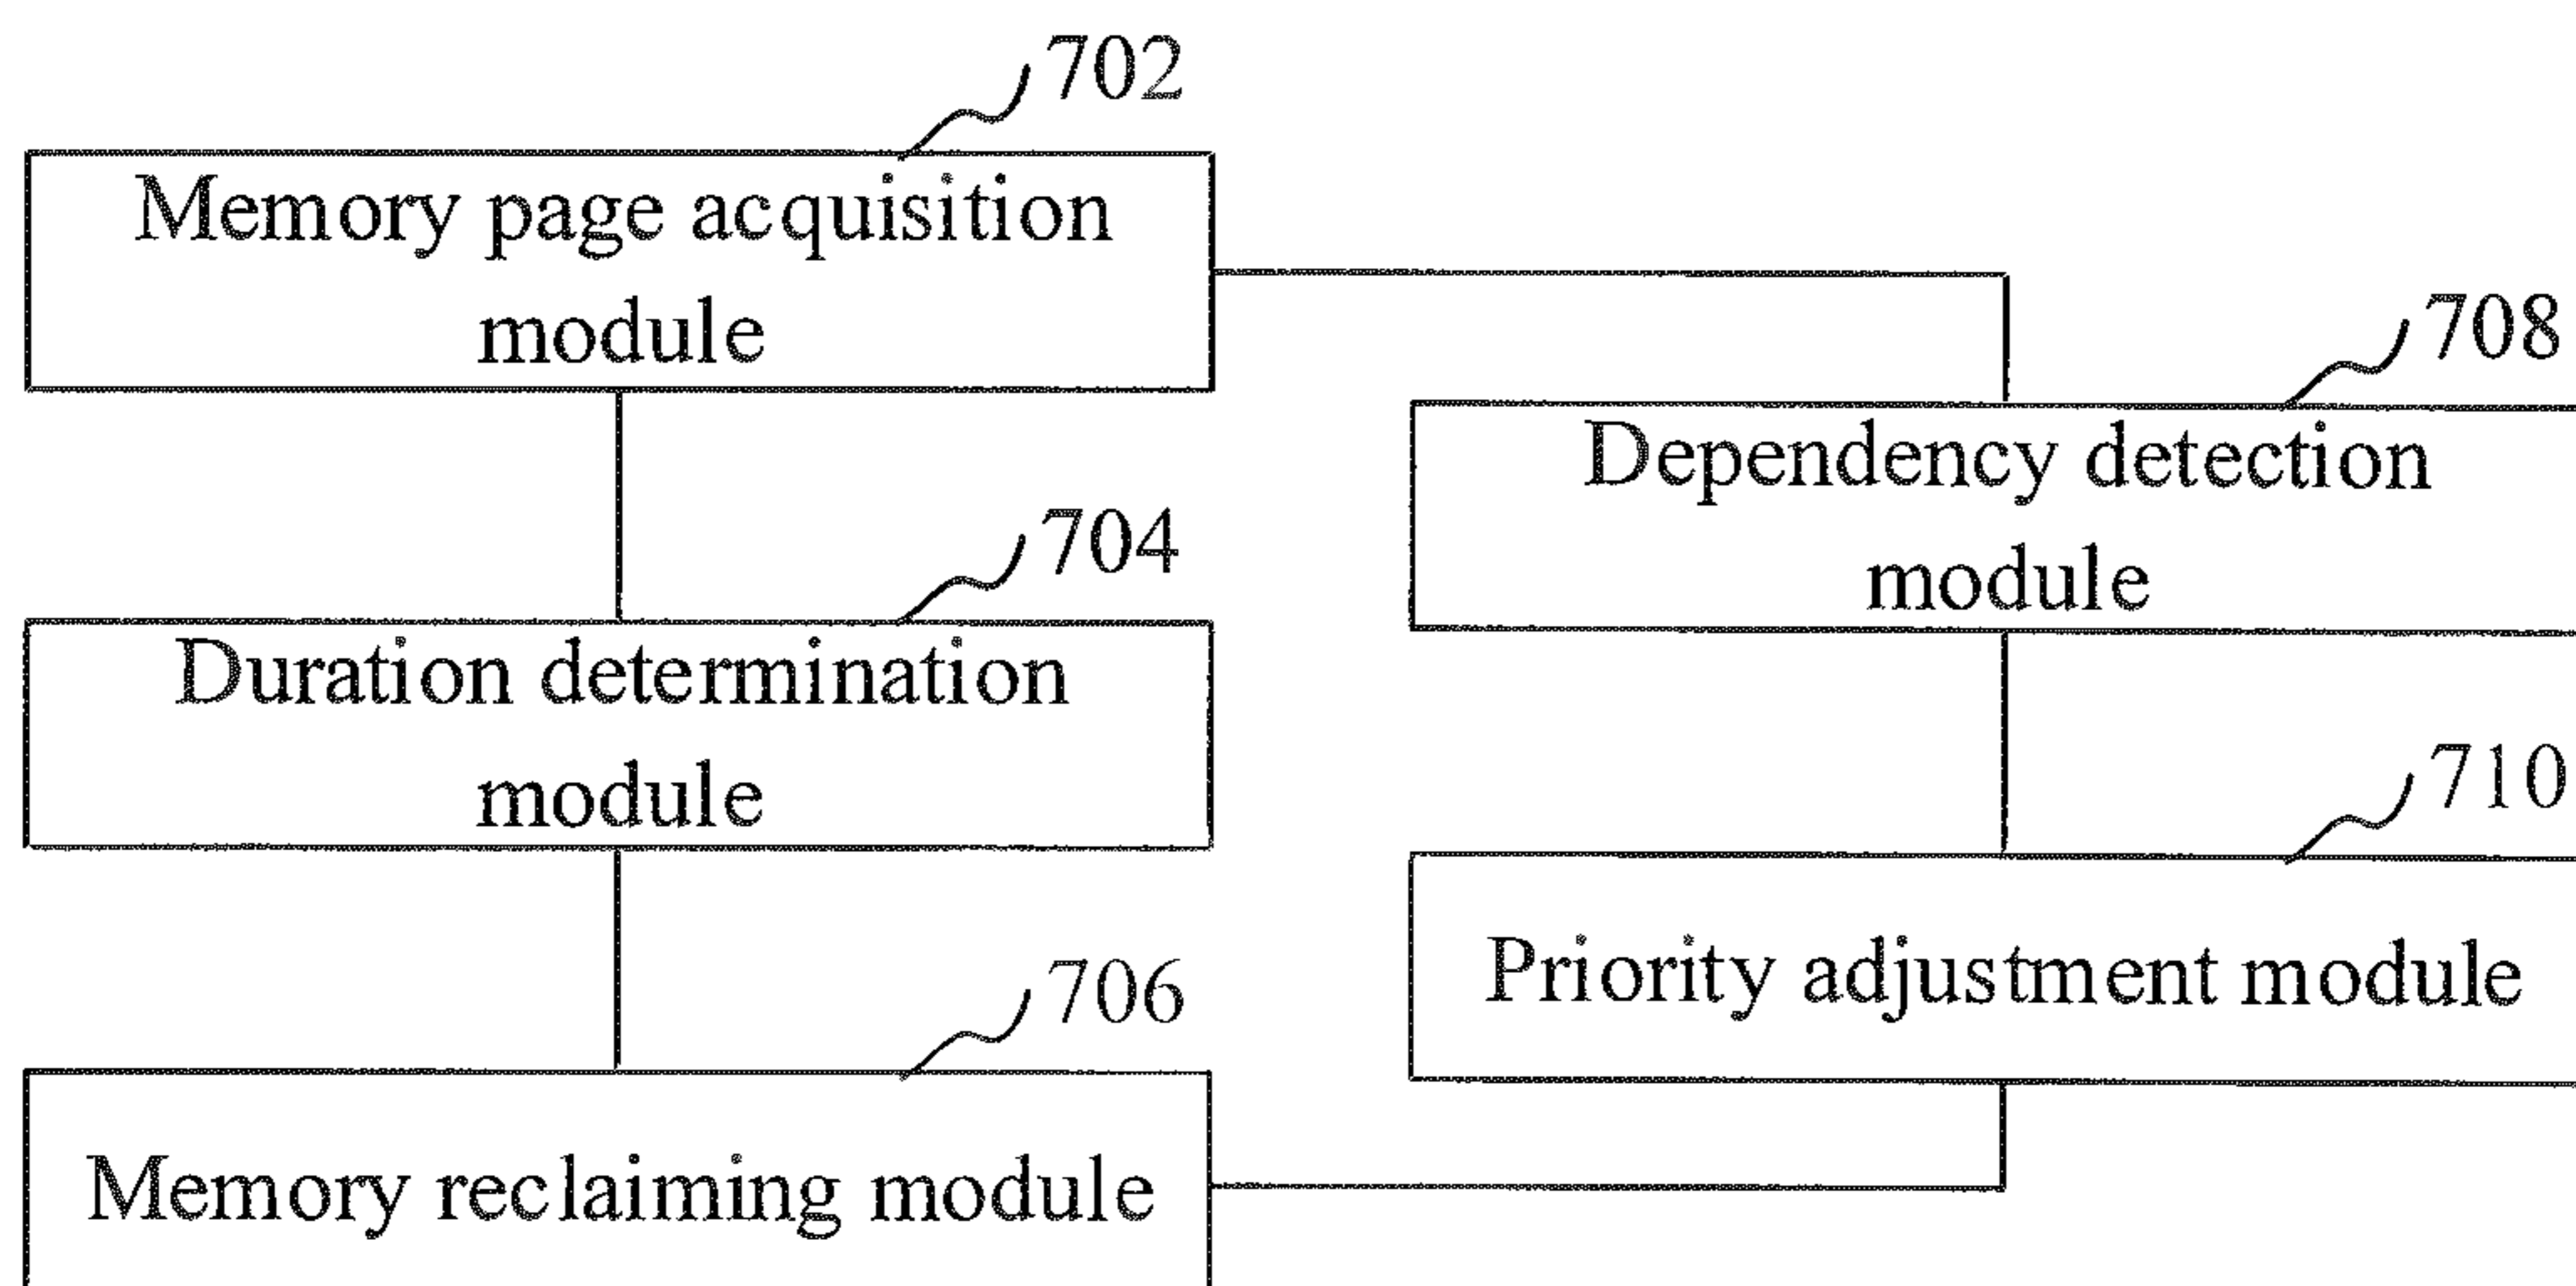 702
Memory page acquisition
module
708
Dependency detection
module
704
Duration determination
module
710
Priority adjustment module
706
Memory reclaiming module